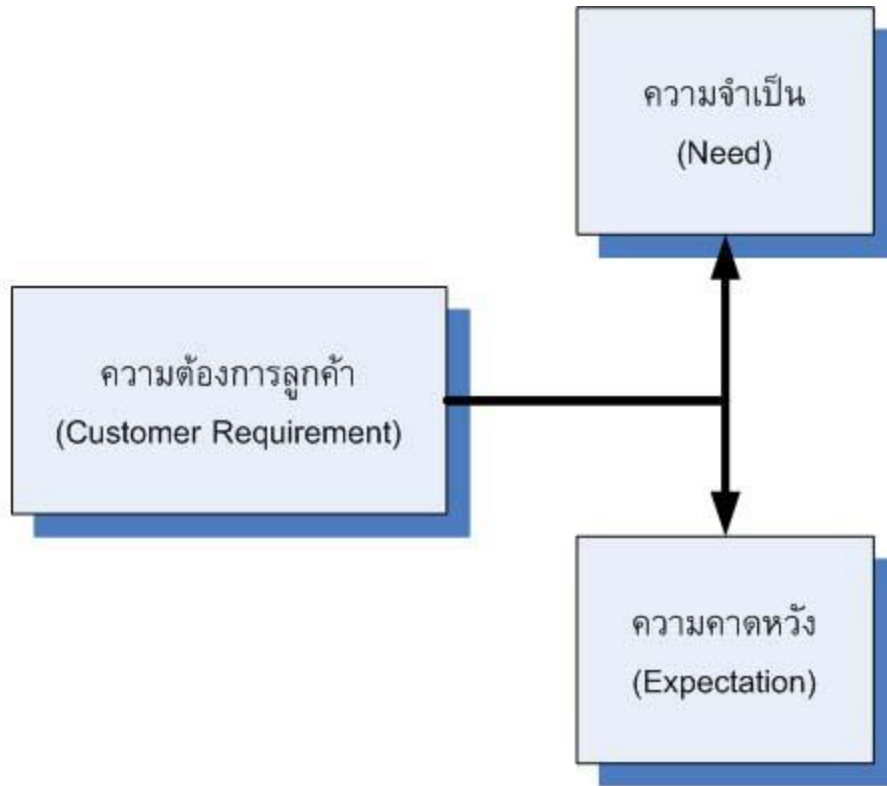 ความจำเป็น
(Need)
ความต้องการลูกค้า
(Customer Requirement)
ความคาดหวัง
(Expectation)